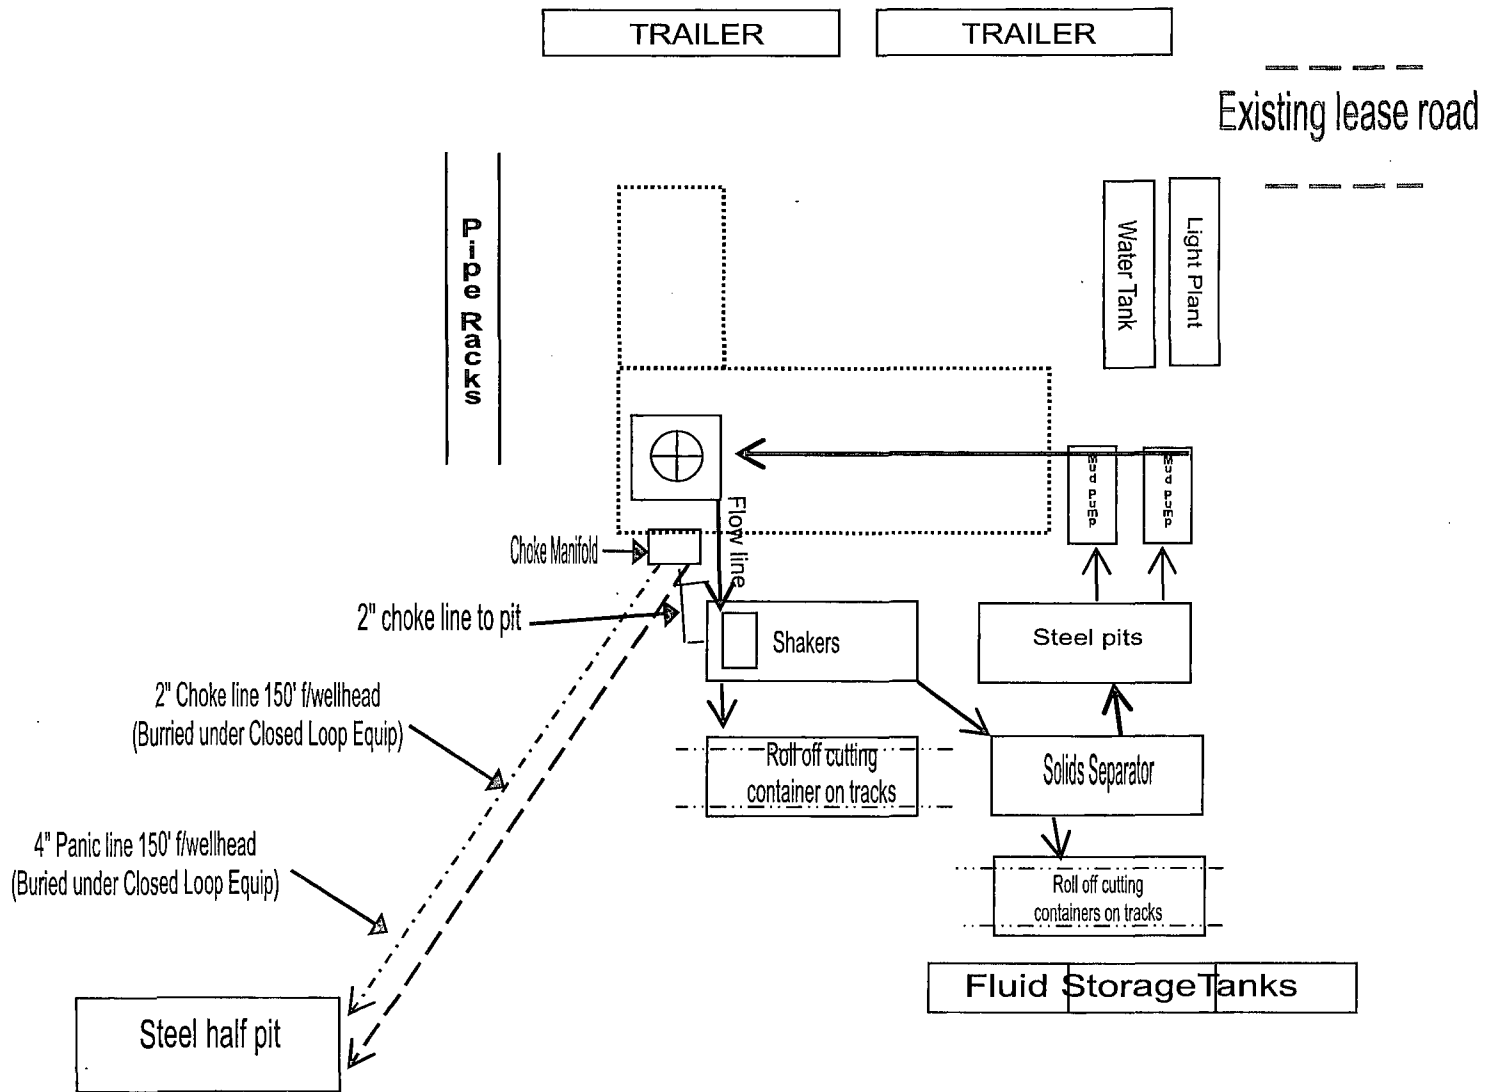 TRAILER
TRAILER
Existing lease road
Pipe Racks
Water Tank
Light Plant
Mud pump
Mud pump
Flow line
Choke Manifold
2" choke line to pit
Shakers
Steel pits
2" Choke line 150' f/wellhead
(Burried under Closed Loop Equip)
Roll off cutting
container on tracks
Solids Separator
4" Panic line 150' f/wellhead
(Buried under Closed Loop Equip)
Roll off cutting
containers on tracks
Fluid StorageTanks
Steel half pit